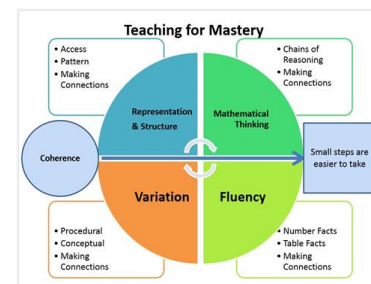 Teaching for Mastery
• Access
• Pattern
• Making
Connections
• Chains of
Reasoning
• Making
Connections
Representation
& Structure
Mathematical
Thinking
Coherence
Small steps are
easier to take
Variation
Fluency
• Procedural
• Conceptual
• Making
Connections
• Number Facts
• Table Facts
• Making
Connections